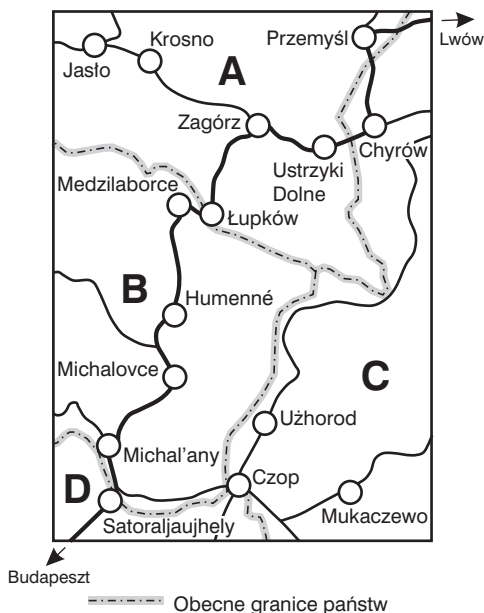 Krosno
Przemyśl
Lwów
Jasło
A
Zagórz
Chyrów
Ustrzyki
Dolne
Medzilaborce
Łupków
B
Humenné
C
Michalovce
Użhorod
Michal'any
Czop
D
Satoraljaujhely
Mukaczewo
Budapeszt
Obecne granice państw